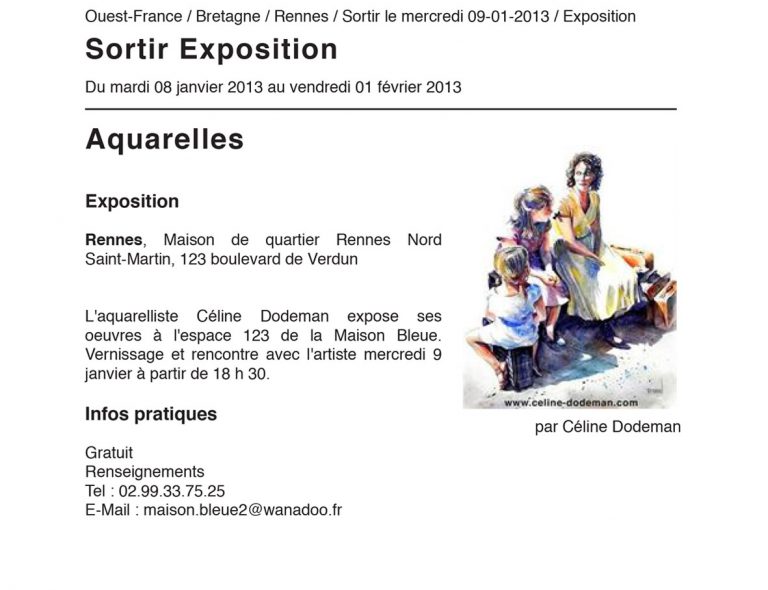 Ouest-France / Bretagne / Rennes / Sortir le mercredi 09-01-2013 / Exposition
Sortir Exposition
Du mardi 08 janvier 2013 au vendredi 01 février 2013
Aquarelles
Exposition
Rennes, Maison de quartier Rennes Nord
Saint-Martin, 123 boulevard de Verdun
L'aquarelliste Céline Dodeman expose ses
oeuvres à l'espace 123 de la Maison Bleue.
Vernissage et rencontre avec l'artiste mercredi 9
janvier à partir de 18 h 30.
Infos pratiques
Gratuit
Renseignements
Tel : 02.99.33.75.25
E-Mail : maison.bleue2@wanadoo.fr
www.celine-dodeman.com
par Céline Dodeman